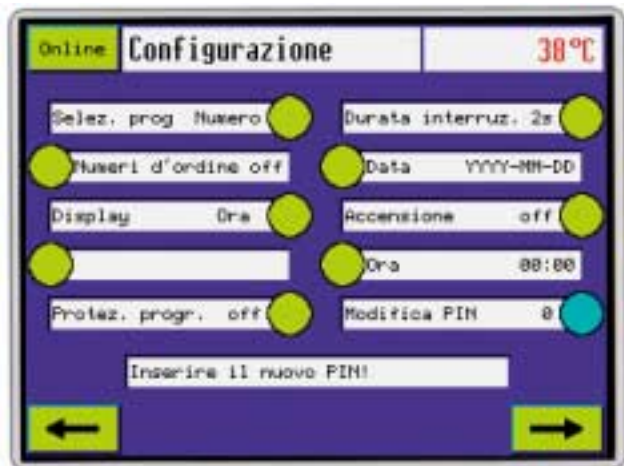 Online Configurazione 38°C
Selez. prog Numero Durata interruz. 2s
Numeri d'ordine off Data YYYY-MM-DD
Display Ora Accensione off
Ora 00:00
Protez. progr. off Modifica PIN 0
Inserire il nuovo PIN!